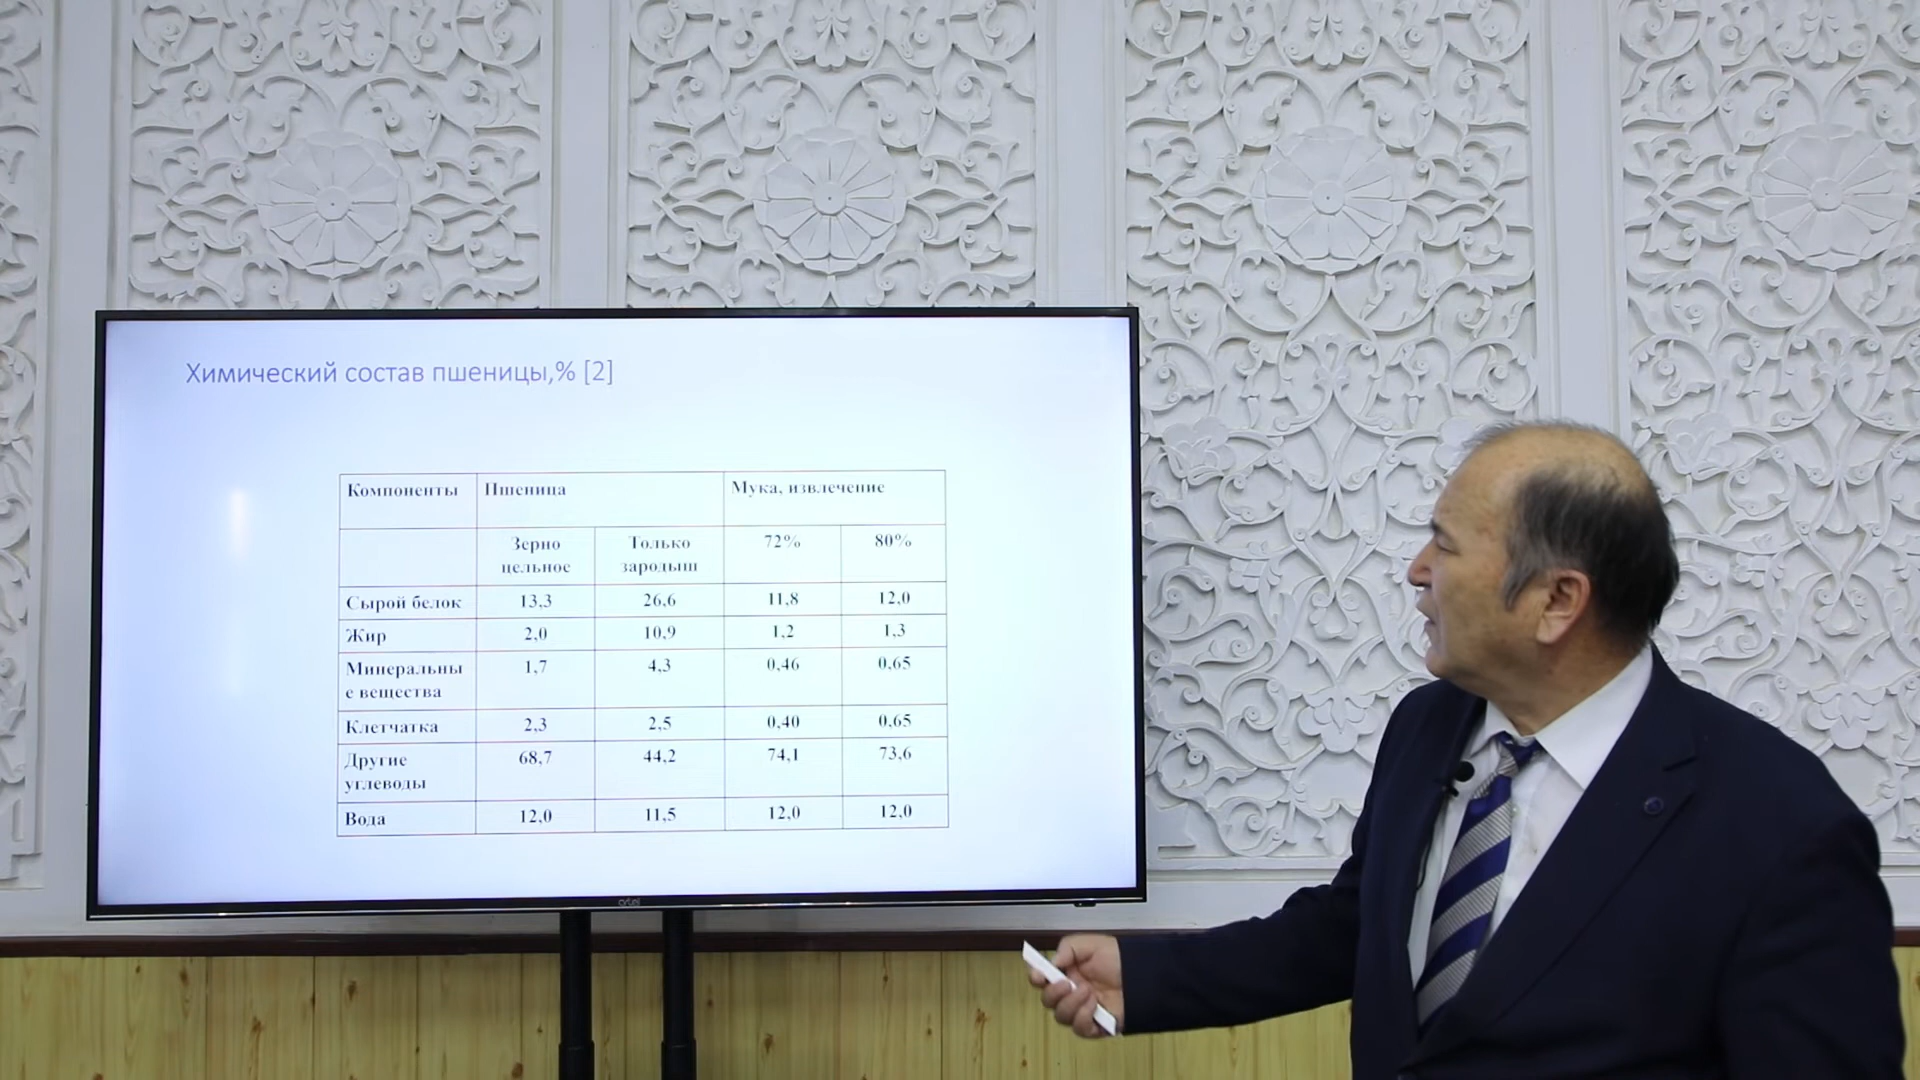 Химический состав пшеницы,% [2]
Компоненты Пшеница Мука, извлечение
Зерно Только 72% 80%
цельное зародыш
Сырой белок 13,3 26,6 11,8 12,0
Жир 2,0 10,9 1,2 1,3
Минеральны 1,7 4,3 0,46 0,65
е вещества
Клетчатка 2,3 2,5 0,40 0,65
Другие 68,7 44,2 74,1 73,6
углеводы
Вода 12,0 11,5 12,0 12,0
artel